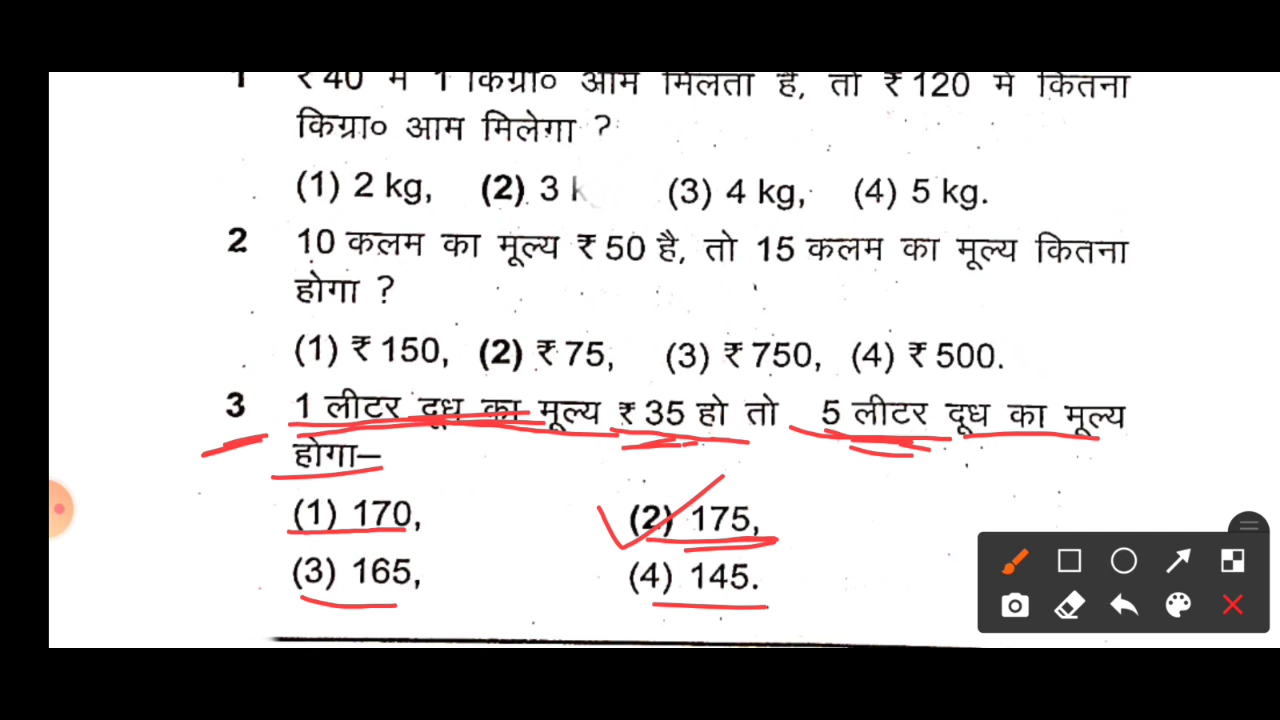 1 ₹ 40 में 1 किग्रा० आम मिलता है, तो ₹ 120 में कितना
किग्रा० आम मिलेगा ?
(1) 2 kg, (2) 3 k (3) 4 kg, (4) 5 kg.
2 10 कलम का मूल्य ₹ 50 है, तो 15 कलम का मूल्य कितना
होगा ?
(1) ₹ 150, (2) ₹ 75, (3) ₹ 750, (4) ₹ 500.
3 1 लीटर दूध का मूल्य ₹ 35 हो तो 5 लीटर दूध का मूल्य
होगा–
(1) 170, (2) 175,
(3) 165, (4) 145.